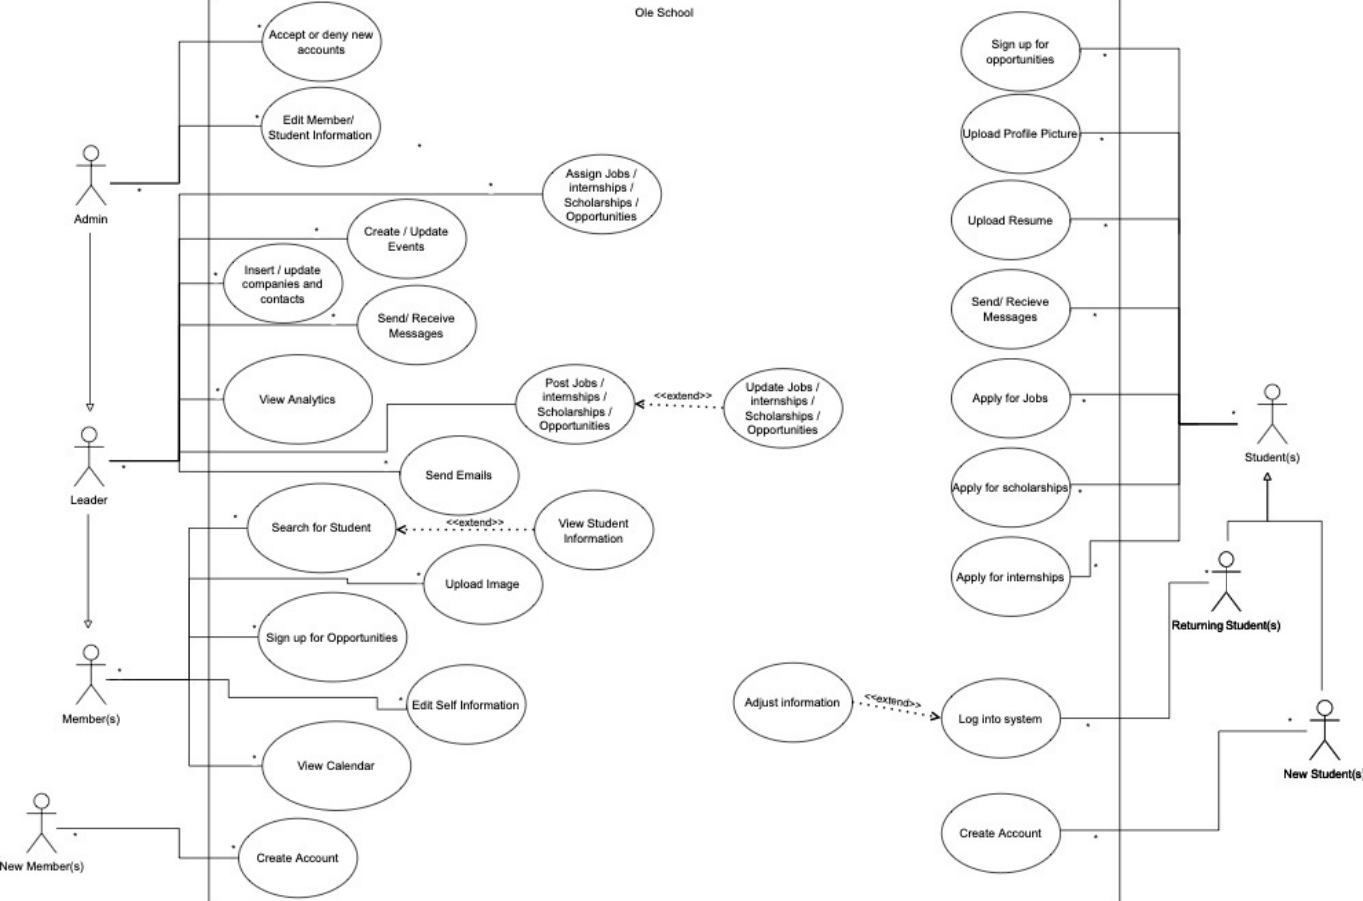 Ole School
Accept or deny new
accounts
Edit Member/
Student Information
Admin
Assign Jobs /
internships /
Scholarships /
Opportunities
Create / Update
Events
Insert / update
companies and
contacts
Send/ Receive
Messages
View Analytics
Post Jobs /
internships /
Scholarships /
Opportunities
<<extend>>
Update Jobs /
internships /
Scholarships /
Opportunities
Leader
Send Emails
Search for Student
<<extend>>
View Student
Information
Upload Image
Sign up for Opportunities
Member(s)
Edit Self Information
View Calendar
New Member(s)
Create Account
Sign up for
opportunities
Upload Profile Picture
Upload Resume
Send/ Recieve
Messages
Apply for Jobs
Student(s)
Apply for scholarships
Apply for internships
Returning Student(s)
Adjust information
<<extend>>
Log into system
New Student(s)
Create Account